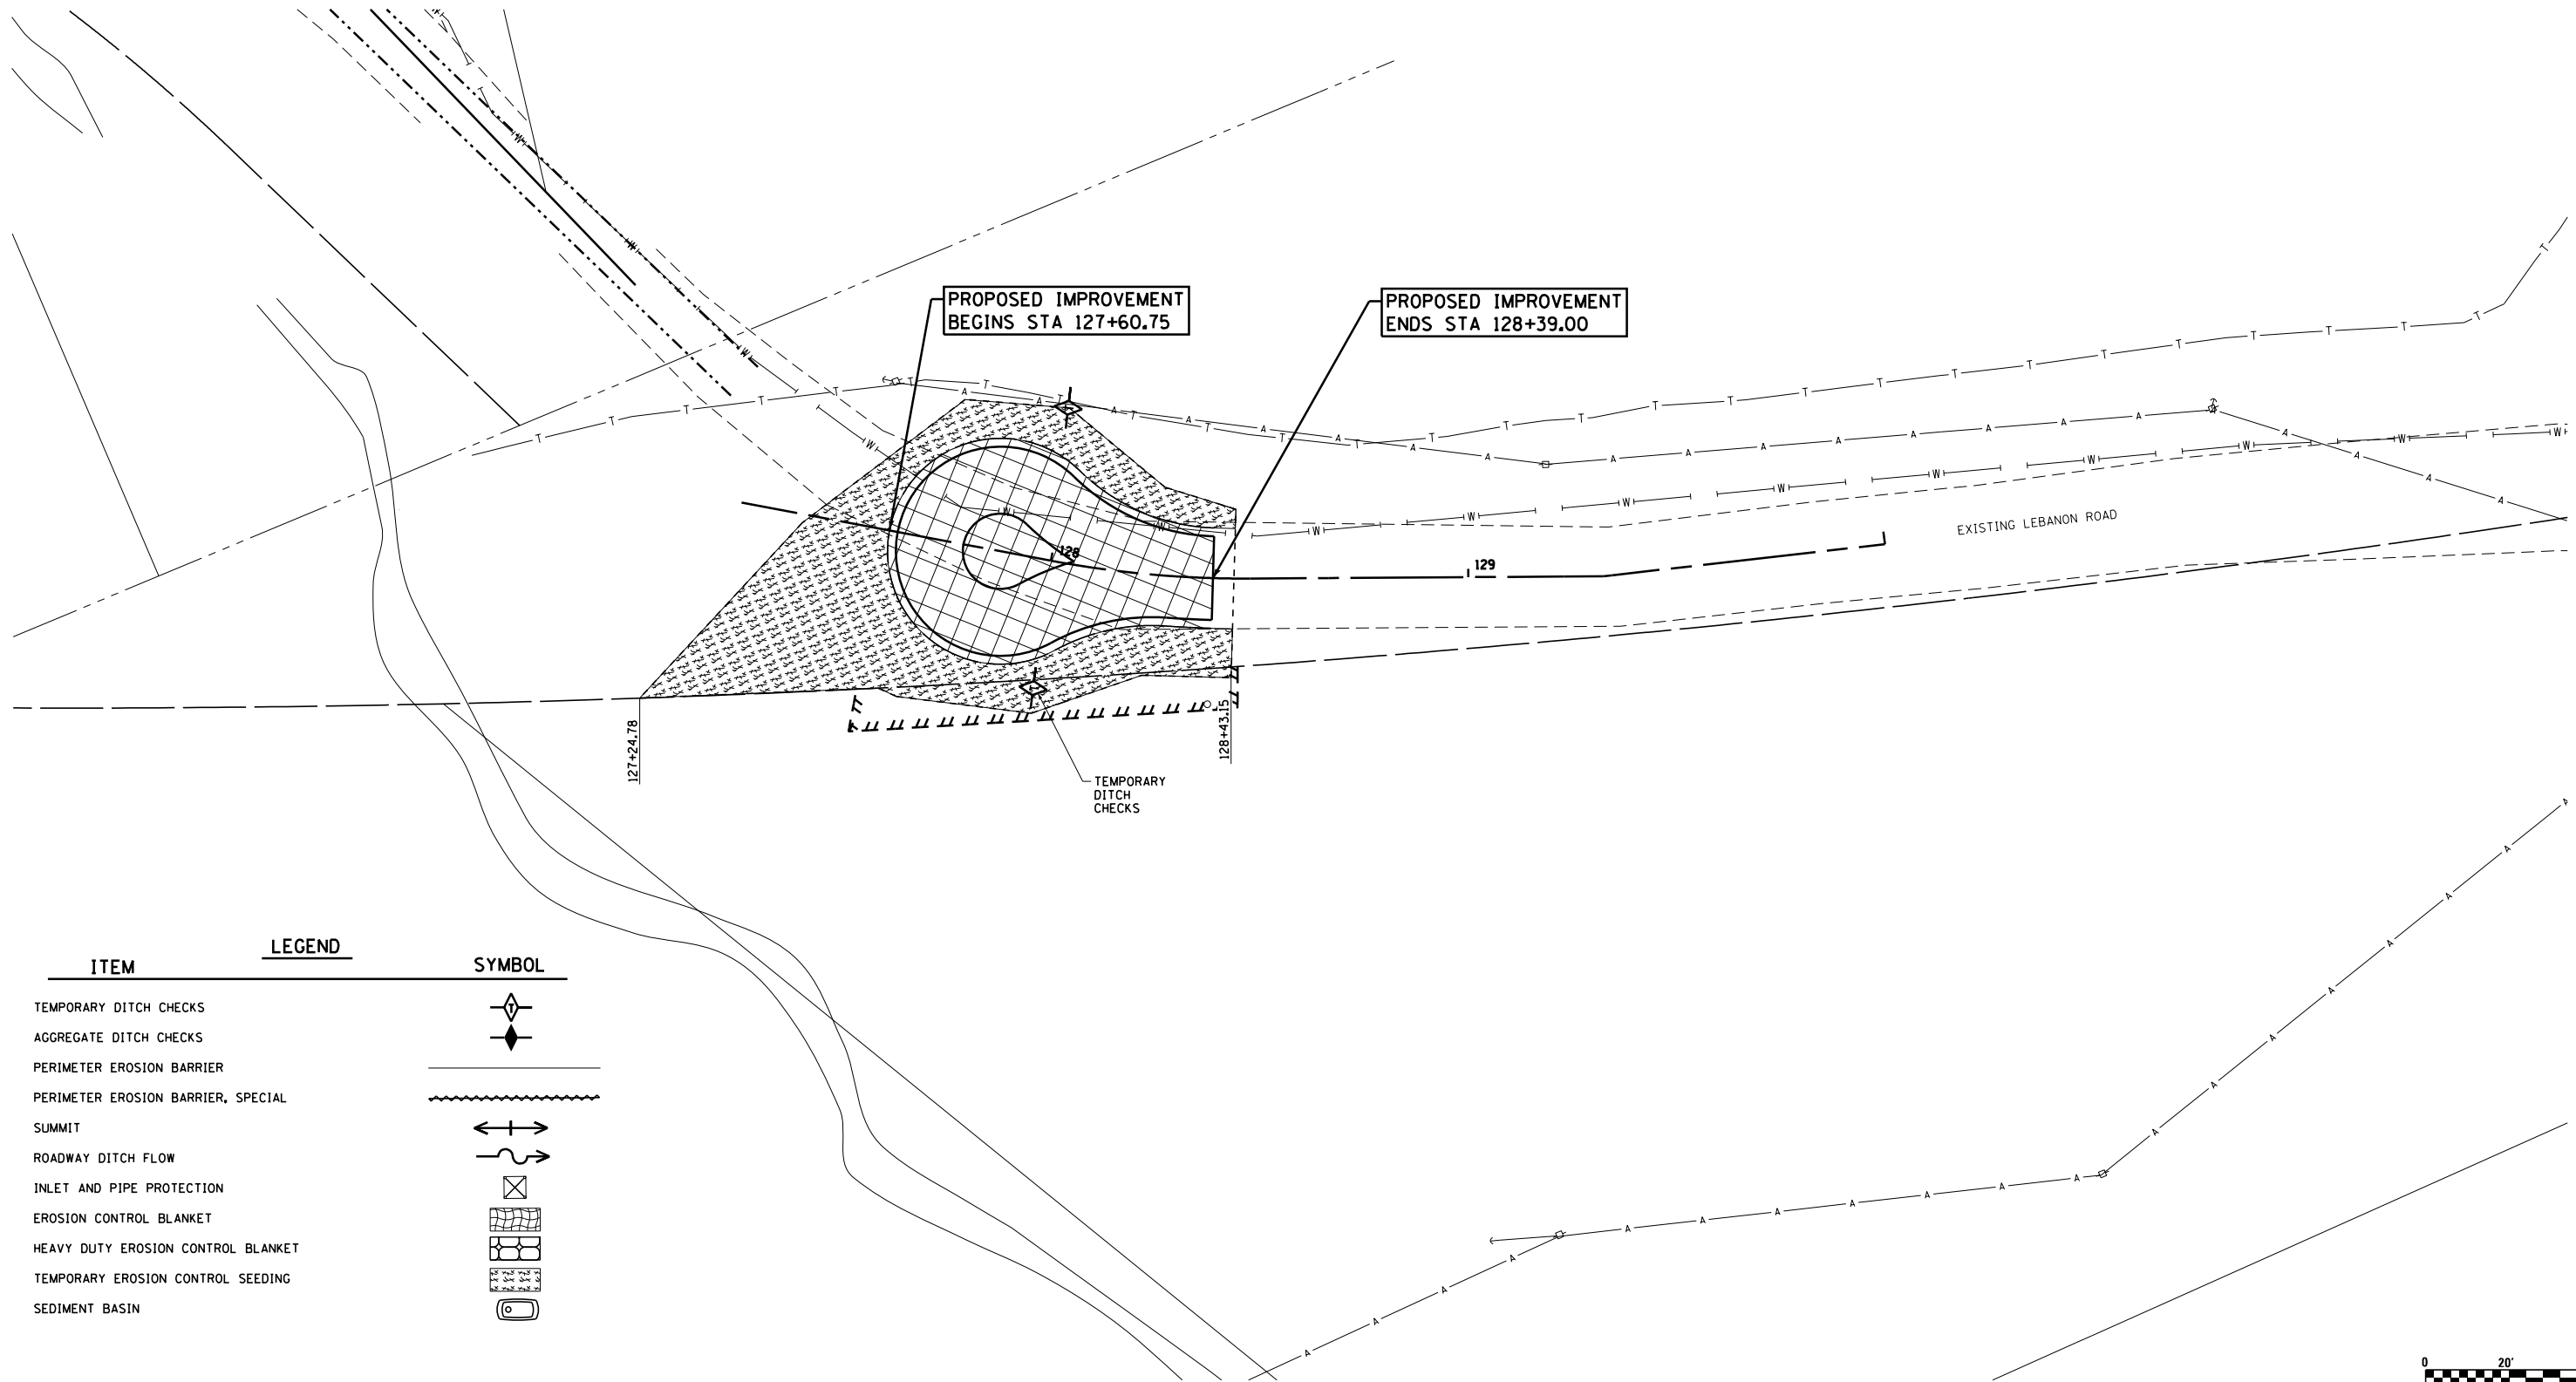 PROPOSED IMPROVEMENT
BEGINS STA 127+60.75
PROPOSED IMPROVEMENT
ENDS STA 128+39.00
EXISTING LEBANON ROAD
128
129
127+24.78
128+43.15
TEMPORARY
DITCH
CHECKS
LEGEND
ITEM SYMBOL
TEMPORARY DITCH CHECKS
AGGREGATE DITCH CHECKS
PERIMETER EROSION BARRIER
PERIMETER EROSION BARRIER, SPECIAL
SUMMIT
ROADWAY DITCH FLOW
INLET AND PIPE PROTECTION
EROSION CONTROL BLANKET
HEAVY DUTY EROSION CONTROL BLANKET
TEMPORARY EROSION CONTROL SEEDING
SEDIMENT BASIN
0 20'